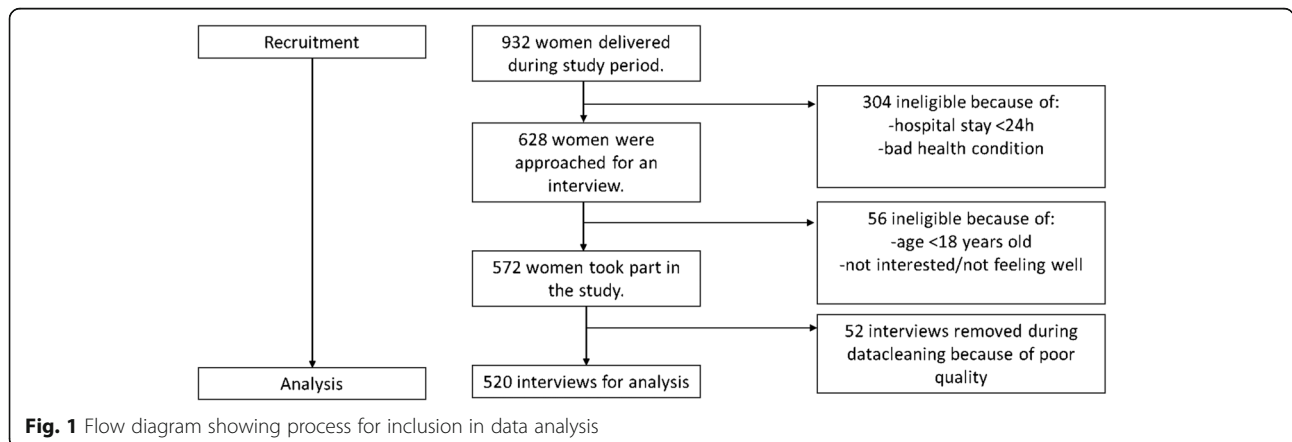 Recruitment
932 women delivered
during study period.
304 ineligible because of:
-hospital stay <24h
-bad health condition
628 women were
approached for an
interview.
56 ineligible because of:
-age <18 years old
-not interested/not feeling well
572 women took part in
the study.
52 interviews removed during
datacleaning because of poor
quality
Analysis
520 interviews for analysis
Fig. 1 Flow diagram showing process for inclusion in data analysis